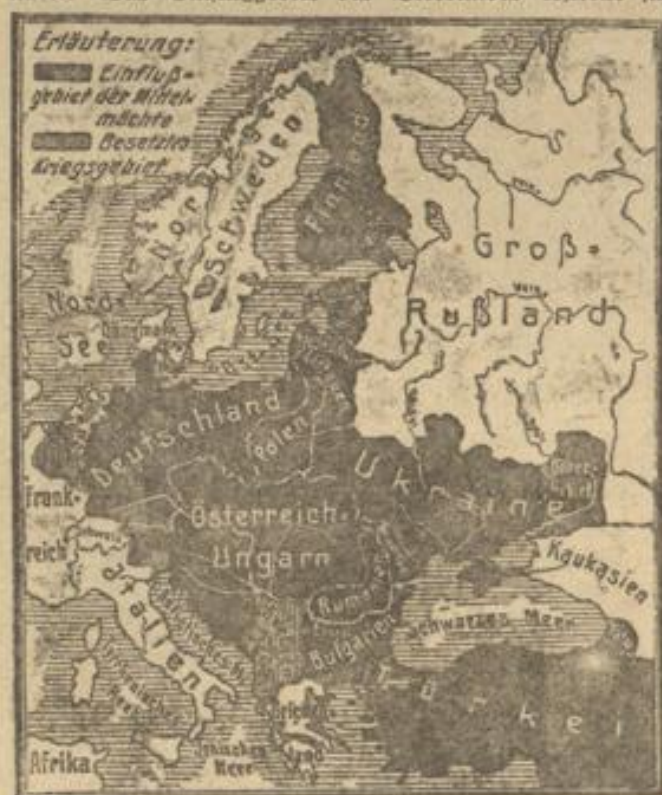 Erläuterung:
Einfluß-
gebiet der Mittel-
mächte
Besetztes
Kriegsgebiet
Norwegen
Schweden
Finnland
Groß-
Rußland
Nord-
See
Deutschland
Polen
Ukraine
Frank-
reich
Österreich-
Ungarn
Kaukasien
Italien
Rumänien
Bulgarien
Schwarzes Meer
Türkei
Afrika
Meer